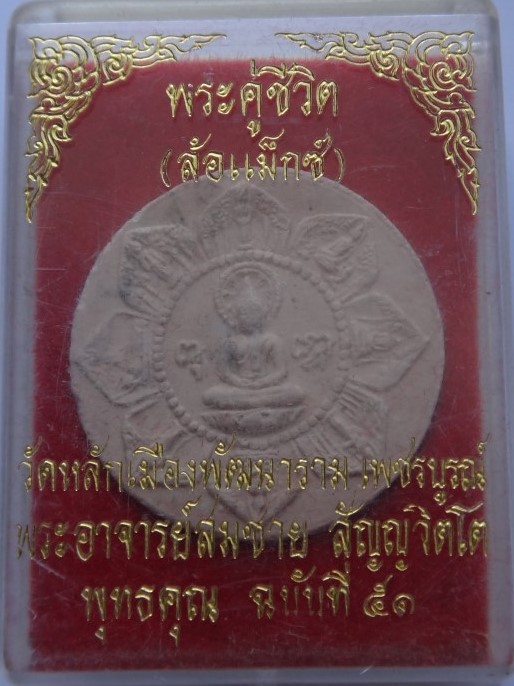 พระคู่ชีวิต
(ล้อแม็กซ์)
วัดหลักเมืองพัฒนาราม เพชรบูรณ์
พระอาจารย์สมชาย สัญญูจิตโต
พุทธคุณ ฉบับที่ ๕๑